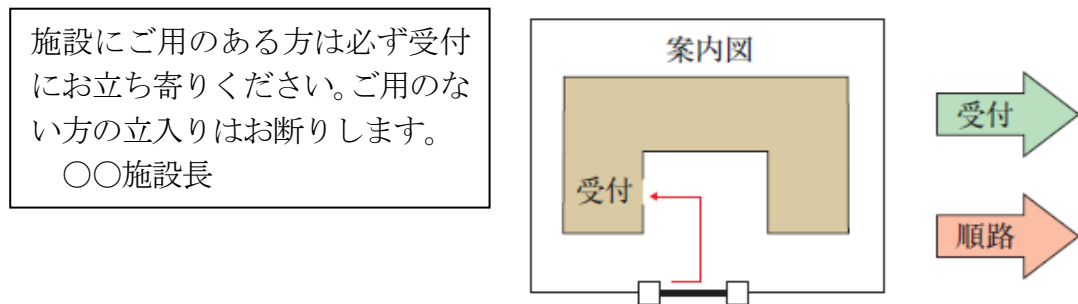 施設にご用のある方は必ず受付
にお立ち寄りください。ご用のな
い方の立入りはお断りします。
○○施設長
案内図
受付
受付
順路